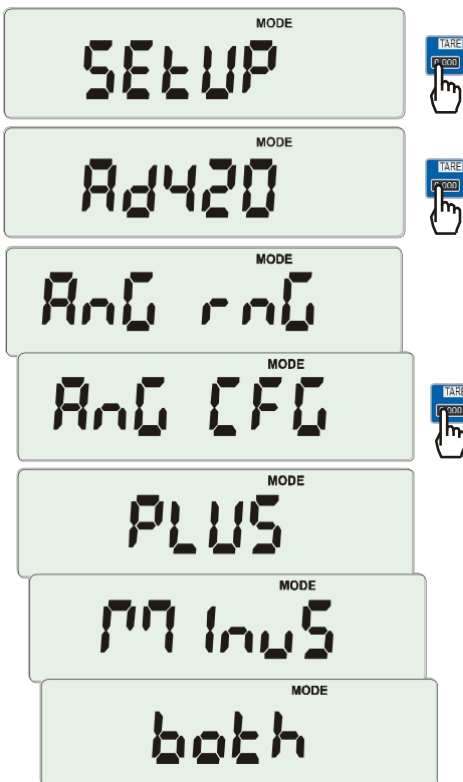 MODE
SEtUP
TARE
0.000
MODE
Ad420
TARE
0.000
MODE
AnG rnG
MODE
AnG CFG
TARE
0.000
MODE
PLUS
MODE
MInuS
MODE
both